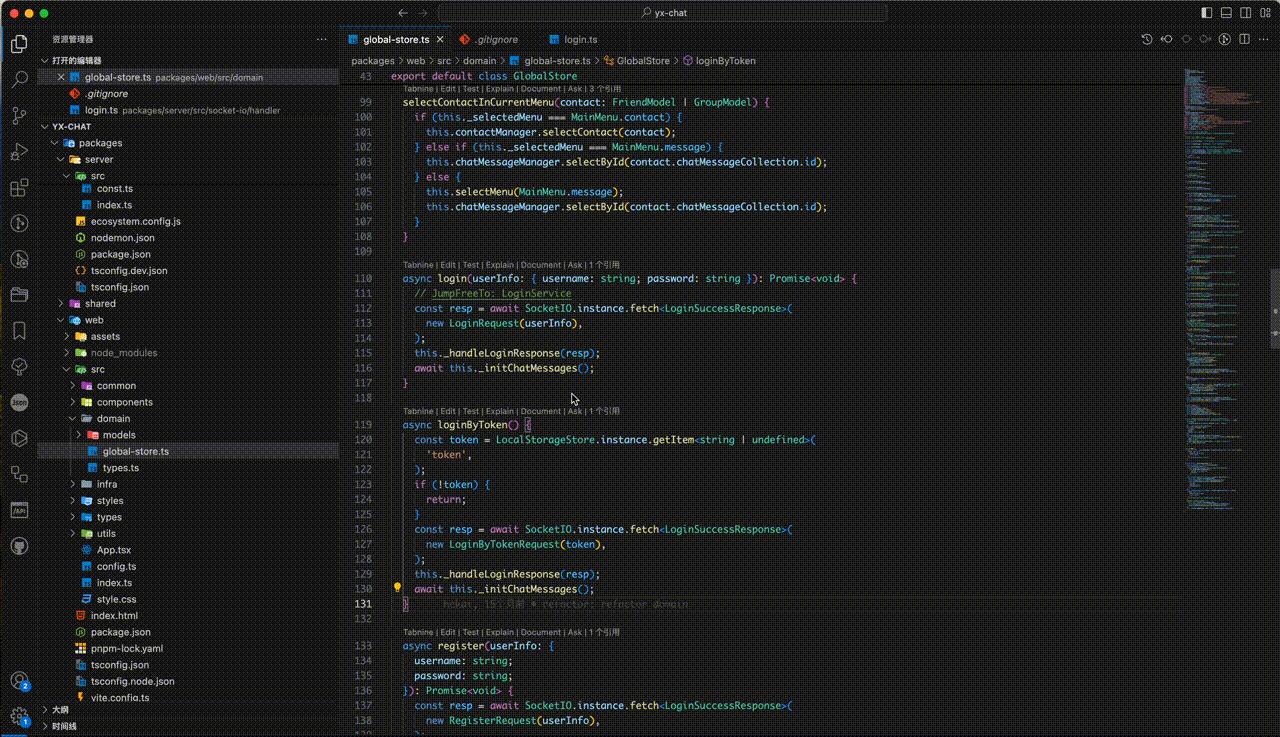 yx-chat
资源管理器
打开的编辑器
global-store.ts packages/web/src/domain
.gitignore
login.ts packages/server/src/socket-io/handler
YX-CHAT
packages
server
src
const.ts
index.ts
ecosystem.config.js
nodemon.json
package.json
tsconfig.dev.json
tsconfig.json
shared
web
assets
node_modules
src
common
components
domain
models
global-store.ts
types.ts
infra
styles
types
utils
App.tsx
config.ts
index.ts
style.css
index.html
package.json
pnpm-lock.yaml
tsconfig.json
tsconfig.node.json
vite.config.ts
大纲
时间线
Json
/API
2
1
global-store.ts
.gitignore
login.ts
packages > web > src > domain > global-store.ts > GlobalStore > loginByToken
43 export default class GlobalStore
Tabnine | Edit | Test | Explain | Document | Ask | 3 个引用
99 selectContactInCurrentMenu(contact: FriendModel | GroupModel) {
100 if (this._selectedMenu === MainMenu.contact) {
101 this.contactManager.selectContact(contact);
102 } else if (this._selectedMenu === MainMenu.message) {
103 this.chatMessageManager.selectById(contact.chatMessageCollection.id);
104 } else {
105 this.selectMenu(MainMenu.message);
106 this.chatMessageManager.selectById(contact.chatMessageCollection.id);
107 }
108 }
109
Tabnine | Edit | Test | Explain | Document | Ask | 1 个引用
110 async login(userInfo: { username: string; password: string }): Promise<void> {
111 // JumpFreeTo: LoginService
112 const resp = await SocketIO.instance.fetch<LoginSuccessResponse>(
113 new LoginRequest(userInfo),
114 );
115 this._handleLoginResponse(resp);
116 await this._initChatMessages();
117 }
118
Tabnine | Edit | Test | Explain | Document | Ask | 1 个引用
119 async loginByToken() {
120 const token = LocalStorageStore.instance.getItem<string | undefined>(
121 'token',
122 );
123 if (!token) {
124 return;
125 }
126 const resp = await SocketIO.instance.fetch<LoginSuccessResponse>(
127 new LoginByTokenRequest(token),
128 );
129 this._handleLoginResponse(resp);
130 await this._initChatMessages();
131 } 15 • refactor: refactor domain
132
Tabnine | Edit | Test | Explain | Document | Ask | 1 个引用
133 async register(userInfo: {
134 username: string;
135 password: string;
136 }): Promise<void> {
137 const resp = await SocketIO.instance.fetch<LoginSuccessResponse>(
138 new RegisterRequest(userInfo),